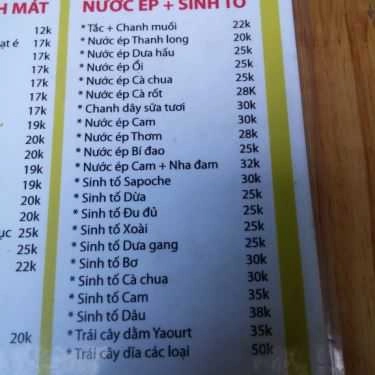 H MÁT
12k
ạt é 17k
17k
17k
17k
17k
19k
20k
20k
19k
20k
20k
ục 25k
25k
22k
20k
NƯỚC ÉP + SINH TỐ
* Tắc + Chanh muối 22k
* Nước ép Thanh long 20k
* Nước ép Dưa hấu 25k
* Nước ép Ổi 25k
* Nước ép Cà chua 25k
* Nước ép Cà rốt 28K
* Chanh dây sữa tươi 30k
* Nước ép Cam 30k
* Nước ép Thơm 28k
* Nước ép Bí đao 25k
* Nước ép Cam + Nha đam 32k
* Sinh tố Sapoche 30k
* Sinh tố Dừa 25k
* Sinh tố Đu đủ 25k
* Sinh tố Xoài 25k
* Sinh tố Dưa gang 25k
* Sinh tố Bơ 30k
* Sinh tố Cà chua 30k
* Sinh tố Cam 35k
* Sinh tố Dâu 38k
* Trái cây dầm Yaourt 35k
* Trái cây dĩa các loại 50k